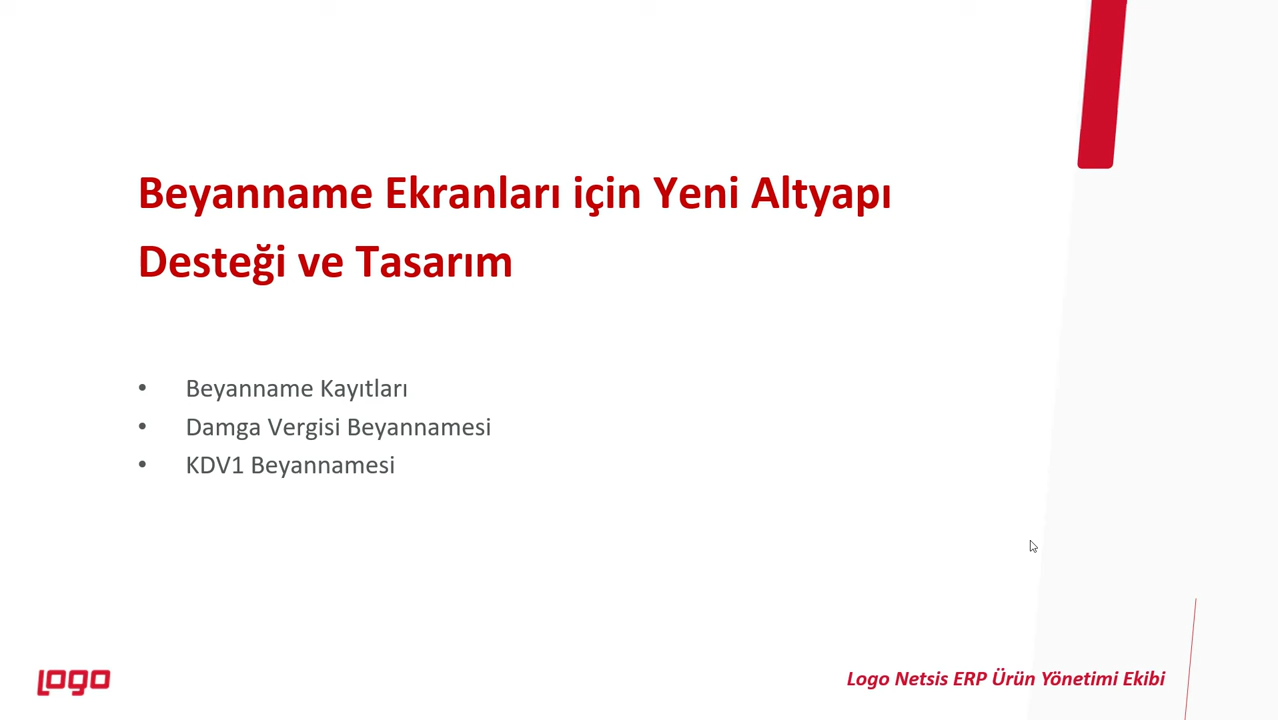 Beyanname Ekranları için Yeni Altyapı
Desteği ve Tasarım
• Beyanname Kayıtları
• Damga Vergisi Beyannamesi
• KDV1 Beyannamesi
LOGO
Logo Netsis ERP Ürün Yönetimi Ekibi